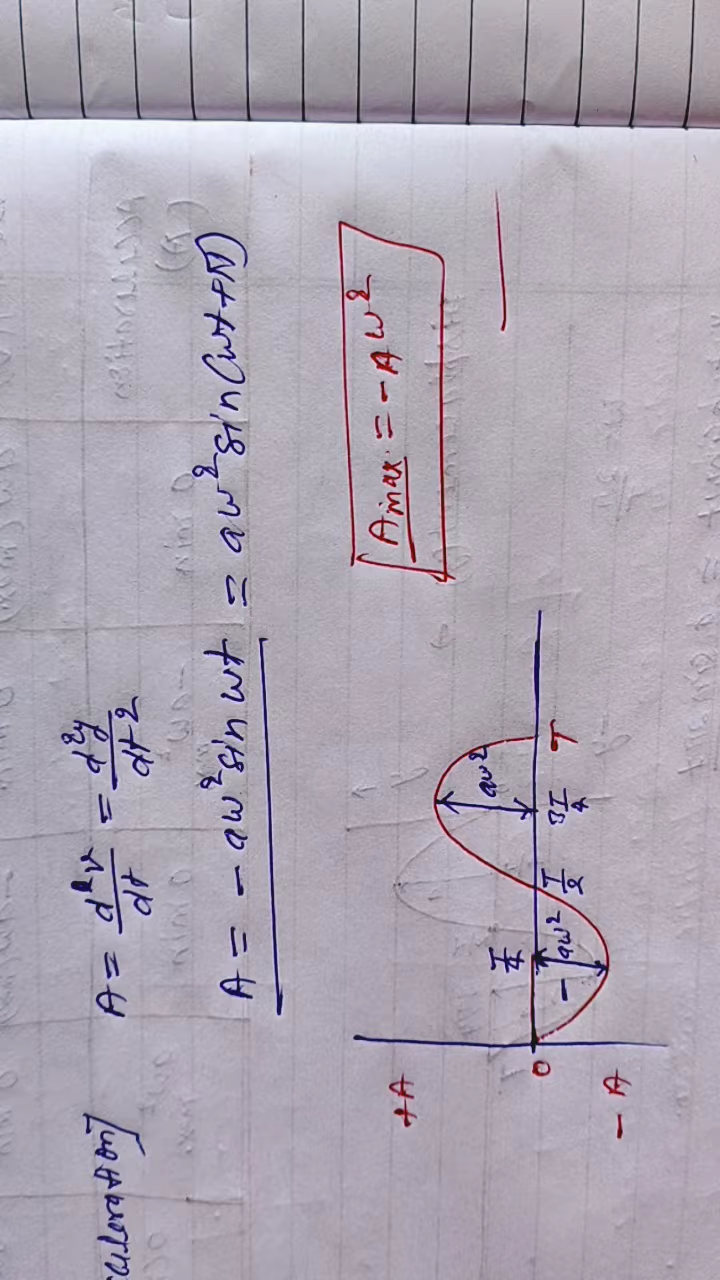 A = d²v/dt = d²y/dt2
A = - aω² sin ωt = aω² sin(ωt + π)
Amax. = - Aω²
+A
0
- A
T/4
- aω²
T/2
3T/4
aω²
T